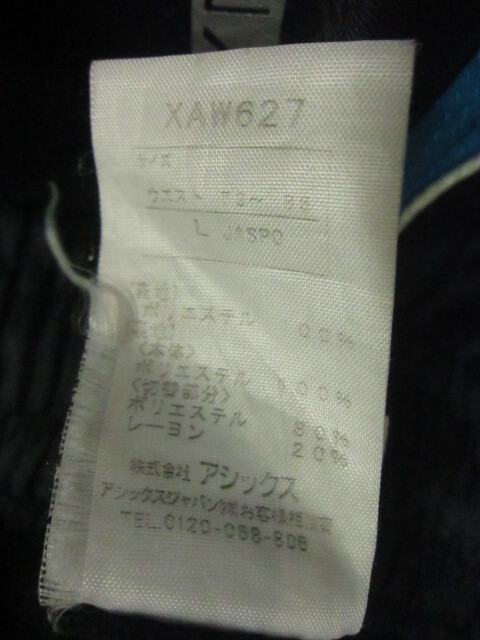 XAW627
サイズ
ウエスト 72～ 86
L JASPO
(表地)
ポリエステル 100%
<本体>
ポリエステル 100%
<切替部分>
ポリエステル 80%
レーヨン 20%
株式会社 アシックス
アシックスジャパン㈱お客様相談室
TEL.0120-068-806